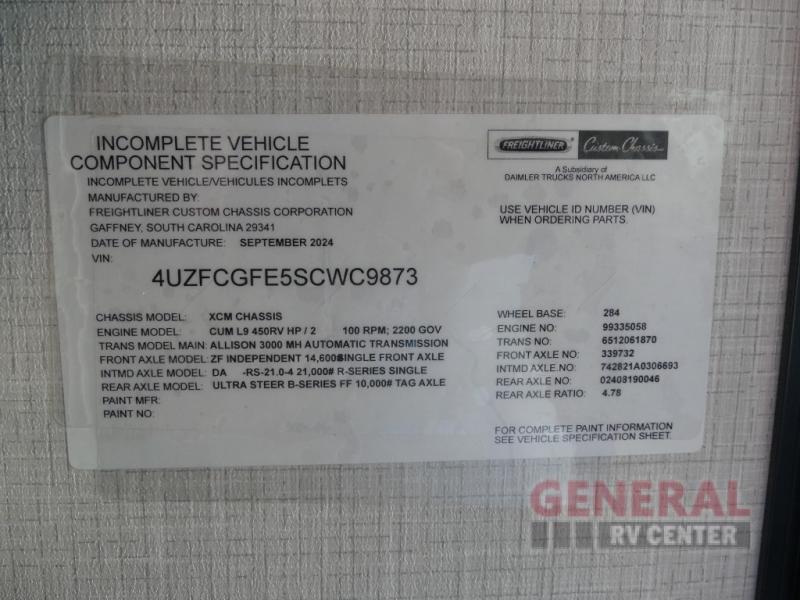 INCOMPLETE VEHICLE
COMPONENT SPECIFICATION
INCOMPLETE VEHICLE/VEHICULES INCOMPLETS
MANUFACTURED BY:
FREIGHTLINER CUSTOM CHASSIS CORPORATION
GAFFNEY, SOUTH CAROLINA 29341
DATE OF MANUFACTURE: SEPTEMBER 2024
VIN:
4UZFCGFE5SCWC9873
FREIGHTLINER Custom Chassis
A Subsidiary of
DAIMLER TRUCKS NORTH AMERICA LLC
USE VEHICLE ID NUMBER (VIN)
WHEN ORDERING PARTS.
CHASSIS MODEL: XCM CHASSIS
ENGINE MODEL: CUM L9 450RV HP / 2 100 RPM; 2200 GOV
TRANS MODEL MAIN: ALLISON 3000 MH AUTOMATIC TRANSMISSION
FRONT AXLE MODEL: ZF INDEPENDENT 14,600# SINGLE FRONT AXLE
INTMD AXLE MODEL: DA -RS-21.0-4 21,000# R-SERIES SINGLE
REAR AXLE MODEL: ULTRA STEER B-SERIES FF 10,000# TAG AXLE
PAINT MFR:
PAINT NO:
WHEEL BASE: 284
ENGINE NO: 99335058
TRANS NO: 6512061870
FRONT AXLE NO: 339732
INTMD AXLE.NO: 742821A0306693
REAR AXLE NO: 02408190046
REAR AXLE RATIO: 4.78
FOR COMPLETE PAINT INFORMATION
SEE VEHICLE SPECIFICATION SHEET.
GENERAL
RV CENTER